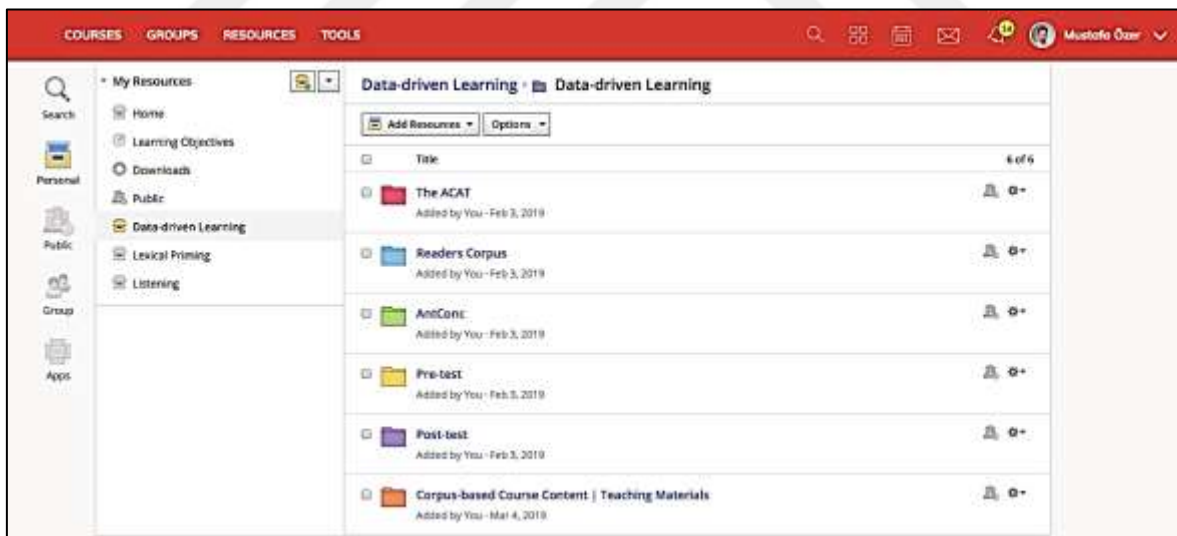 COURSES GROUPS RESOURCES TOOLS
14 Mustafa Özer
Search
Personal
Public
Group
Apps
My Resources
Home
Learning Objectives
Downloads
Public
Data-driven Learning
Lexical Priming
Listening
Data-driven Learning Data-driven Learning
Add Resources Options
Title 6 of 6
The ACAT
Added by You - Feb 3, 2019
Readers Corpus
Added by You - Feb 3, 2019
AntConc
Added by You - Feb 3, 2019
Pre-test
Added by You - Feb 3, 2019
Post-test
Added by You - Feb 3, 2019
Corpus-based Course Content | Teaching Materials
Added by You - Mar 4, 2019